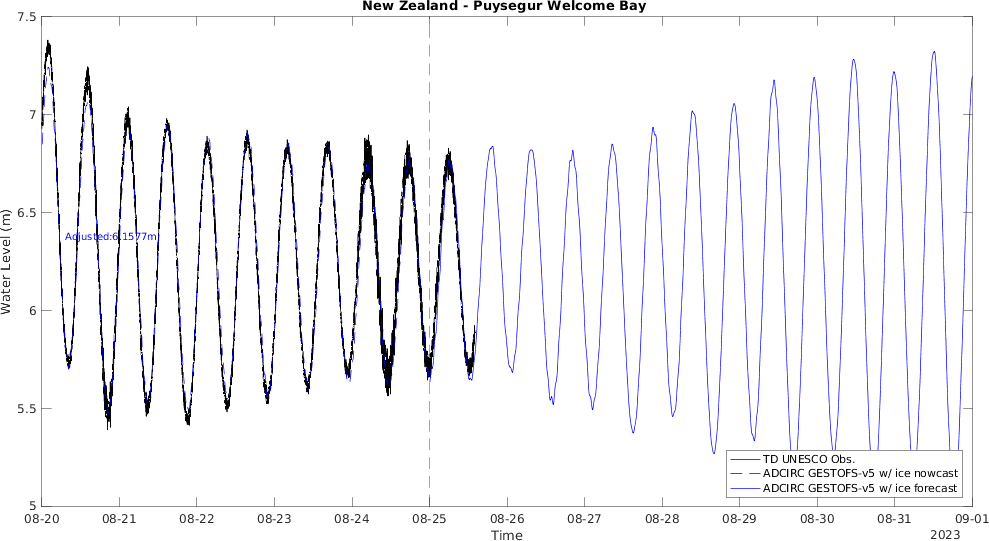 New Zealand - Puysegur Welcome Bay
7.5
7
6.5
6
5.5
5
Water Level (m)
Adjusted:6.1577m
TD UNESCO Obs.
ADCIRC GESTOFS-v5 w/ ice nowcast
ADCIRC GESTOFS-v5 w/ ice forecast
08-20 08-21 08-22 08-23 08-24 08-25 08-26 08-27 08-28 08-29 08-30 08-31 09-01
Time
2023